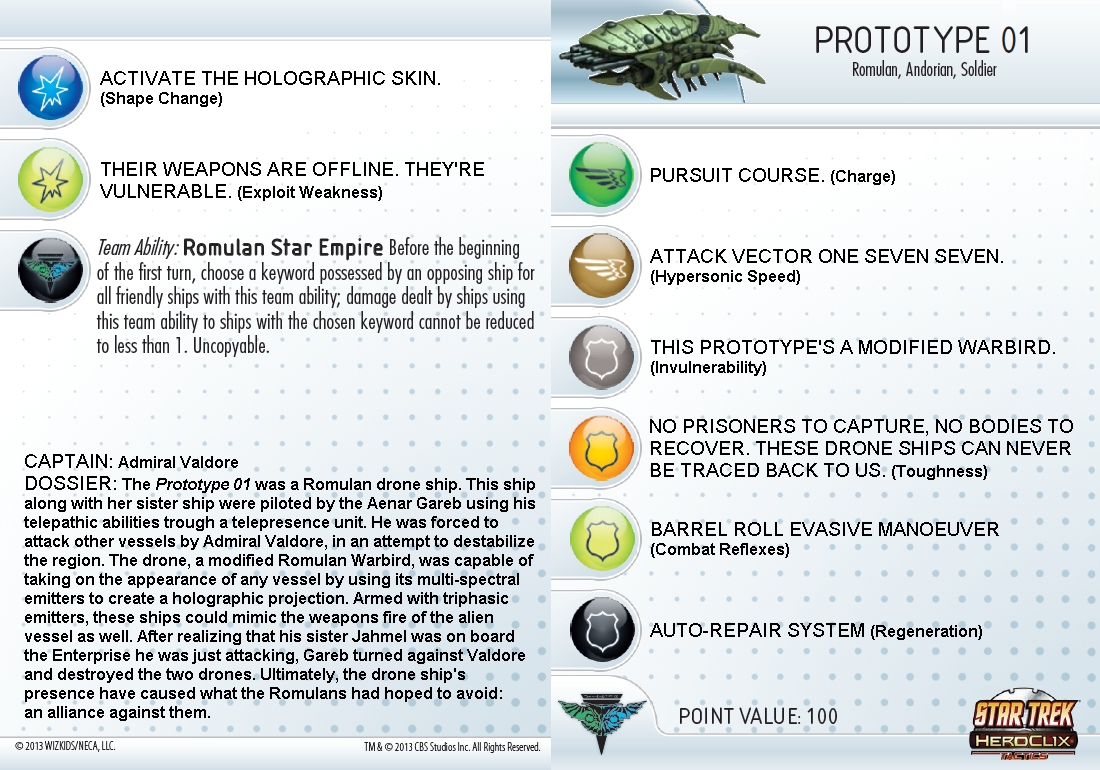 ACTIVATE THE HOLOGRAPHIC SKIN.
(Shape Change)
THEIR WEAPONS ARE OFFLINE. THEY'RE
VULNERABLE. (Exploit Weakness)
Team Ability: Romulan Star Empire Before the beginning
of the first turn, choose a keyword possessed by an opposing ship for
all friendly ships with this team ability; damage dealt by ships using
this team ability to ships with the chosen keyword cannot be reduced
to less than 1. Uncopyable.
CAPTAIN: Admiral Valdore
DOSSIER: The Prototype 01 was a Romulan drone ship. This ship
along with her sister ship were piloted by the Aenar Gareb using his
telepathic abilities trough a telepresence unit. He was forced to
attack other vessels by Admiral Valdore, in an attempt to destabilize
the region. The drone, a modified Romulan Warbird, was capable of
taking on the appearance of any vessel by using its multi-spectral
emitters to create a holographic projection. Armed with triphasic
emitters, these ships could mimic the weapons fire of the alien
vessel as well. After realizing that his sister Jahmel was on board
the Enterprise he was just attacking, Gareb turned against Valdore
and destroyed the two drones. Ultimately, the drone ship's
presence have caused what the Romulans had hoped to avoid:
an alliance against them.
© 2013 WIZKIDS/NECA, LLC.
TM & © 2013 CBS Studios Inc. All Rights Reserved.
PROTOTYPE 01
Romulan, Andorian, Soldier
PURSUIT COURSE. (Charge)
ATTACK VECTOR ONE SEVEN SEVEN.
(Hypersonic Speed)
THIS PROTOTYPE'S A MODIFIED WARBIRD.
(Invulnerability)
NO PRISONERS TO CAPTURE, NO BODIES TO
RECOVER. THESE DRONE SHIPS CAN NEVER
BE TRACED BACK TO US. (Toughness)
BARREL ROLL EVASIVE MANOEUVER
(Combat Reflexes)
AUTO-REPAIR SYSTEM (Regeneration)
POINT VALUE: 100
STAR TREK
HEROCLIX
TACTICS